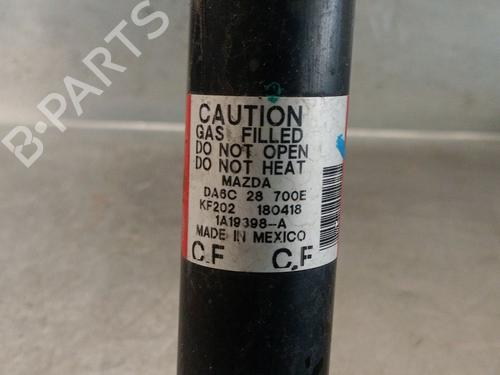 CAUTION
GAS FILLED
DO NOT OPEN
DO NOT HEAT
MAZDA
DA6C 28 700E
KF202 180418
1A19398-A
MADE IN MEXICO
C.F C.F
B-PARTS